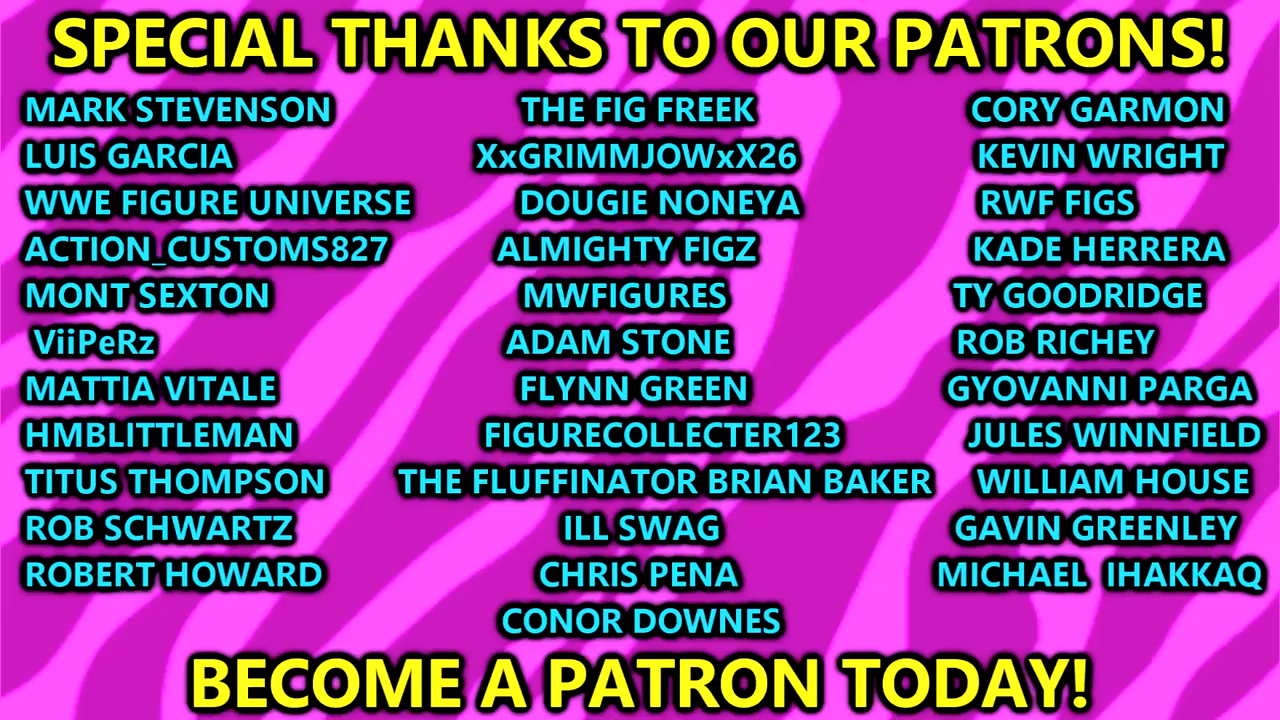 SPECIAL THANKS TO OUR PATRONS!
MARK STEVENSON THE FIG FREEK CORY GARMON
LUIS GARCIA XxGRIMMJOWxX26 KEVIN WRIGHT
WWE FIGURE UNIVERSE DOUGIE NONEYA RWF FIGS
ACTION_CUSTOMS827 ALMIGHTY FIGZ KADE HERRERA
MONT SEXTON MWFIGURES TY GOODRIDGE
ViiPeRz ADAM STONE ROB RICHEY
MATTIA VITALE FLYNN GREEN GYOVANNI PARGA
HMBLITTLEMAN FIGURECOLLECTER123 JULES WINNFIELD
TITUS THOMPSON THE FLUFFINATOR BRIAN BAKER WILLIAM HOUSE
ROB SCHWARTZ ILL SWAG GAVIN GREENLEY
ROBERT HOWARD CHRIS PENA MICHAEL IHAKKAQ
CONOR DOWNES
BECOME A PATRON TODAY!